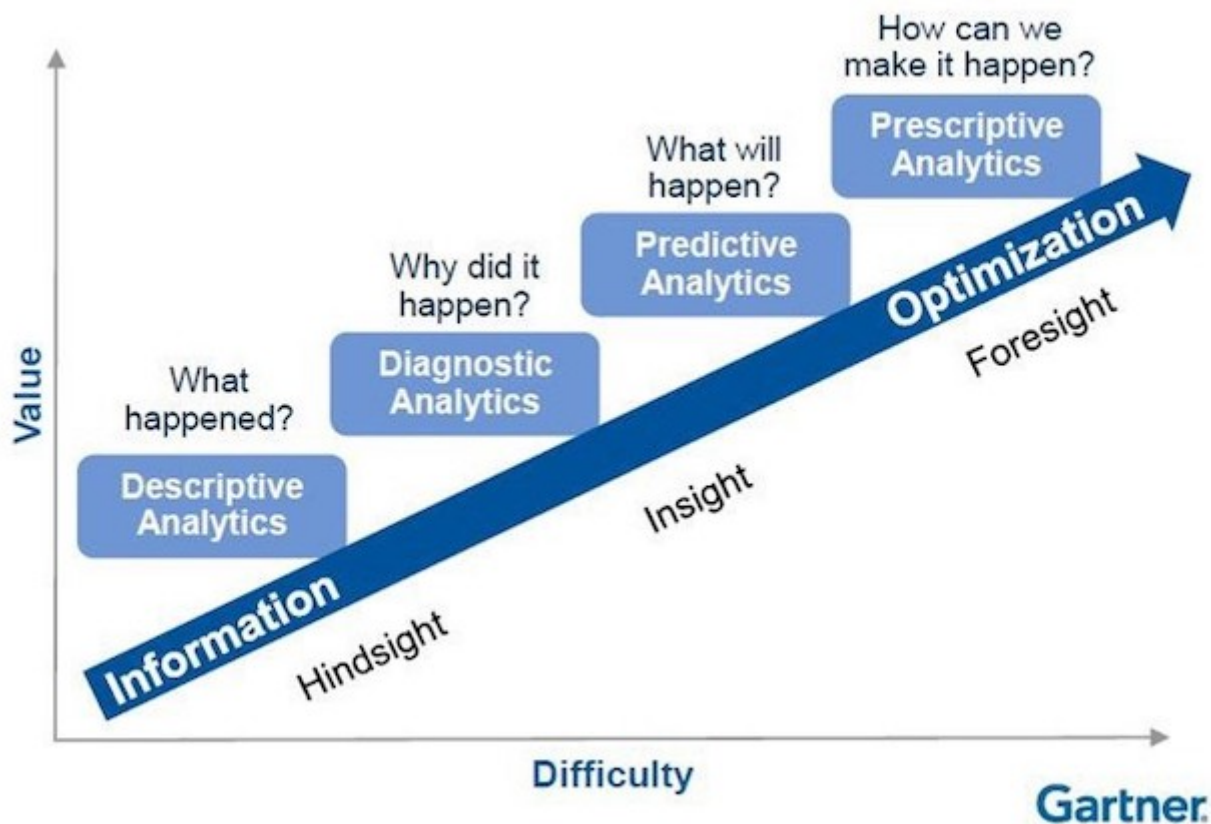 How can we
make it happen?
Prescriptive
Analytics
What will
happen?
Predictive
Analytics
Why did it
happen?
Diagnostic
Analytics
What
happened?
Descriptive
Analytics
Value
Information
Optimization
Hindsight
Insight
Foresight
Difficulty
Gartner.